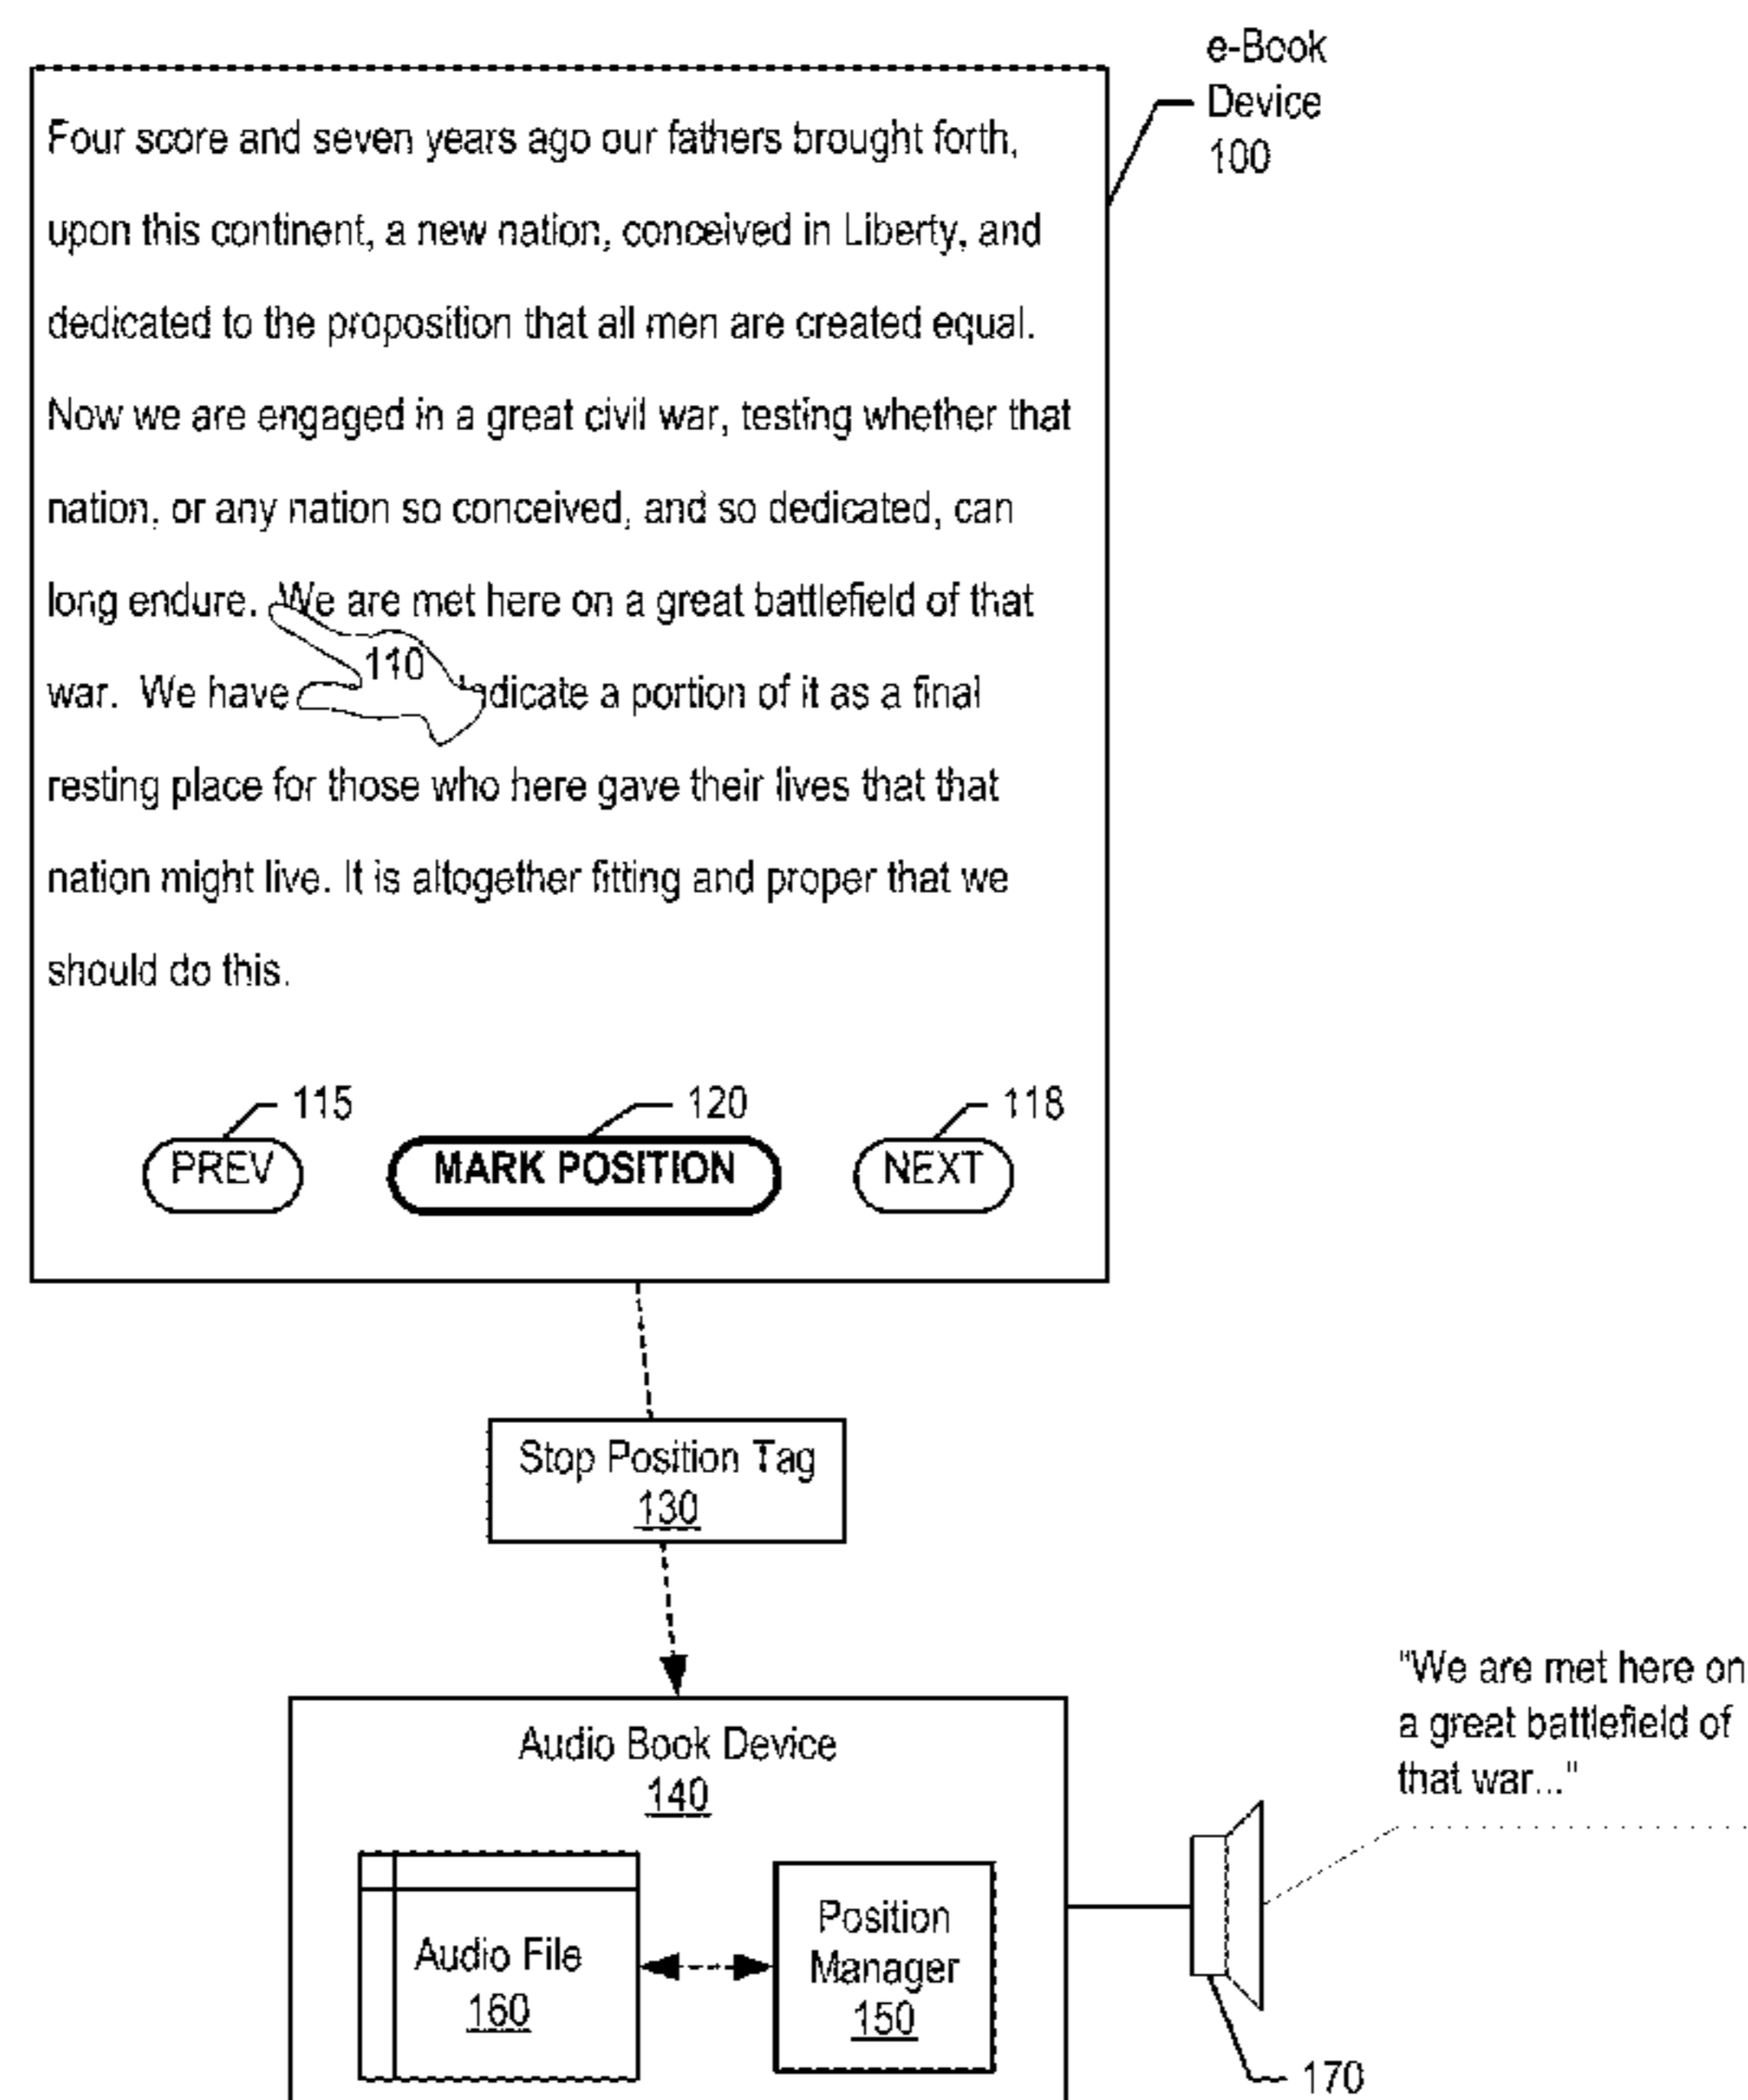 e-Book
Device
100
Four score and seven years ago our fathers brought forth,
upon this continent, a new nation, conceived in Liberty, and
dedicated to the proposition that all men are created equal.
Now we are engaged in a great civil war, testing whether that
nation, or any nation so conceived, and so dedicated, can
long endure. We are met here on a great battlefield of that
110
war. We have dicate a portion of it as a final
resting place for those who here gave their lives that that
nation might live. It is altogether fitting and proper that we
should do this.
115
120
118
PREV
MARK POSITION
NEXT
Stop Position Tag
130
"We are met here on
a great battlefield of
that war..."
Audio Book Device
140
Audio File
160
Position
Manager
150
170